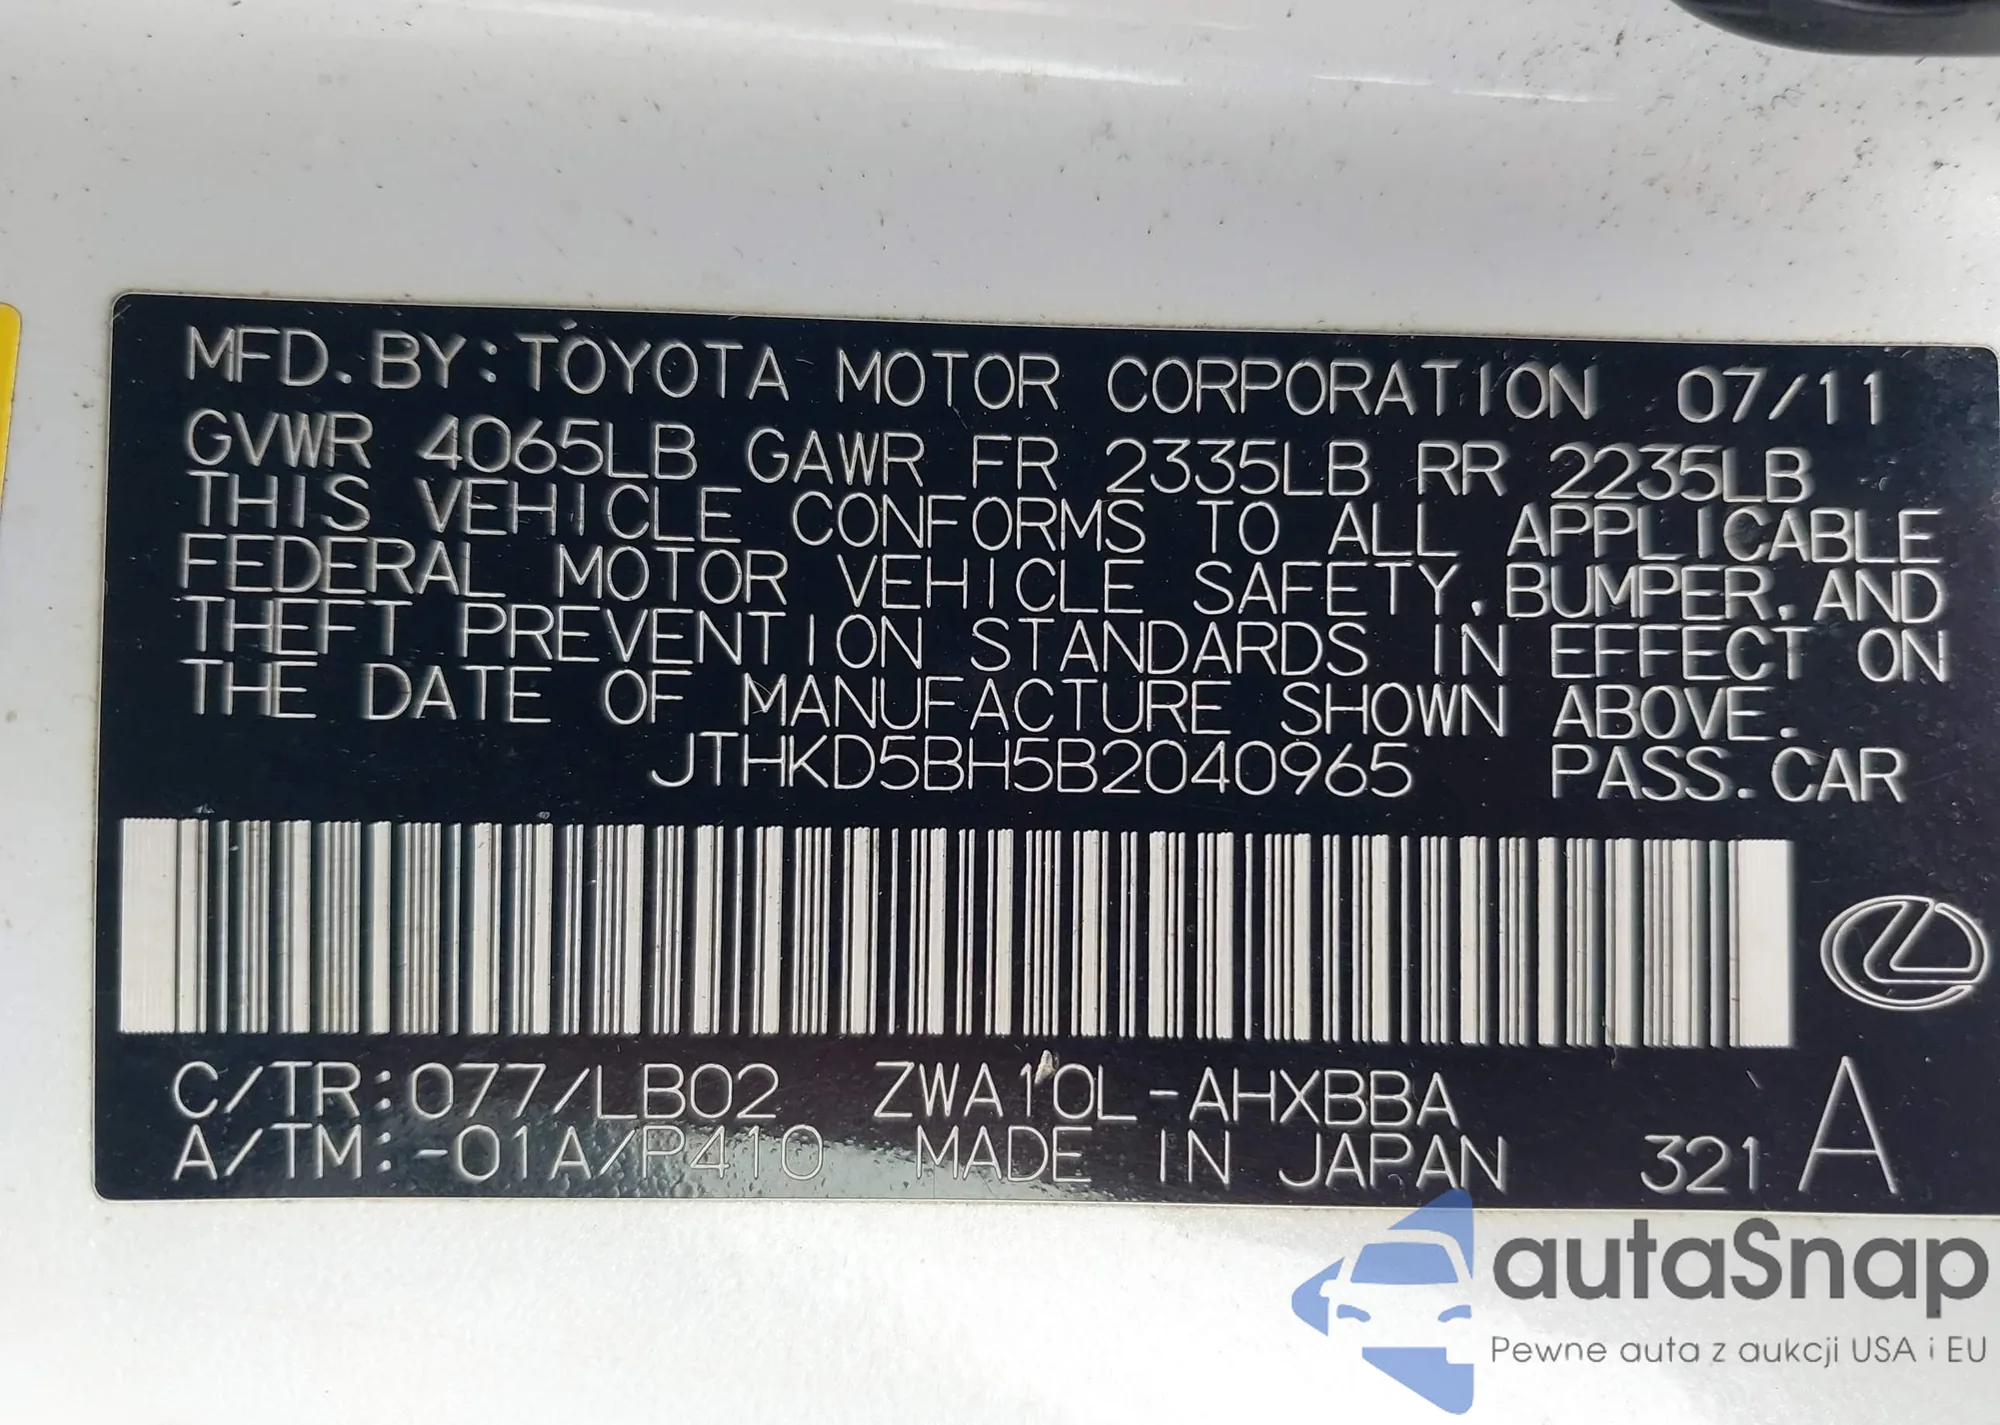 MFD.BY:TOYOTA MOTOR CORPORATION 07/11
GVWR 4065LB GAWR FR 2335LB RR 2235LB
THIS VEHICLE CONFORMS TO ALL APPLICABLE
FEDERAL MOTOR VEHICLE SAFETY,BUMPER,AND
THEFT PREVENTION STANDARDS IN EFFECT ON
THE DATE OF MANUFACTURE SHOWN ABOVE.
JTHKD5BH5B2040965 PASS.CAR
C/TR:077/LB02 ZWA10L-AHXBBA
A/TM:-01A/P410 MADE IN JAPAN 321 A
autaSnap
Pewne auta z aukcji USA i EU